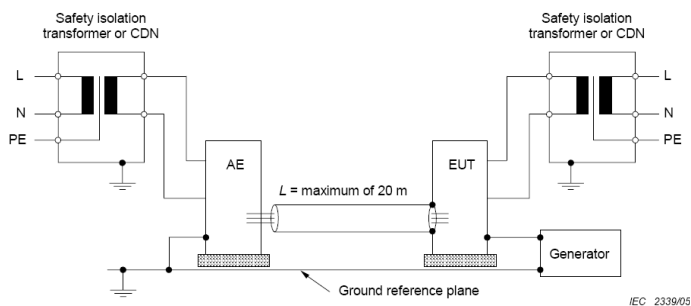 Safety isolation
transformer or CDN
Safety isolation
transformer or CDN
L
N
PE
L
N
PE
AE
L = maximum of 20 m
EUT
Generator
Ground reference plane
IEC 2339/05